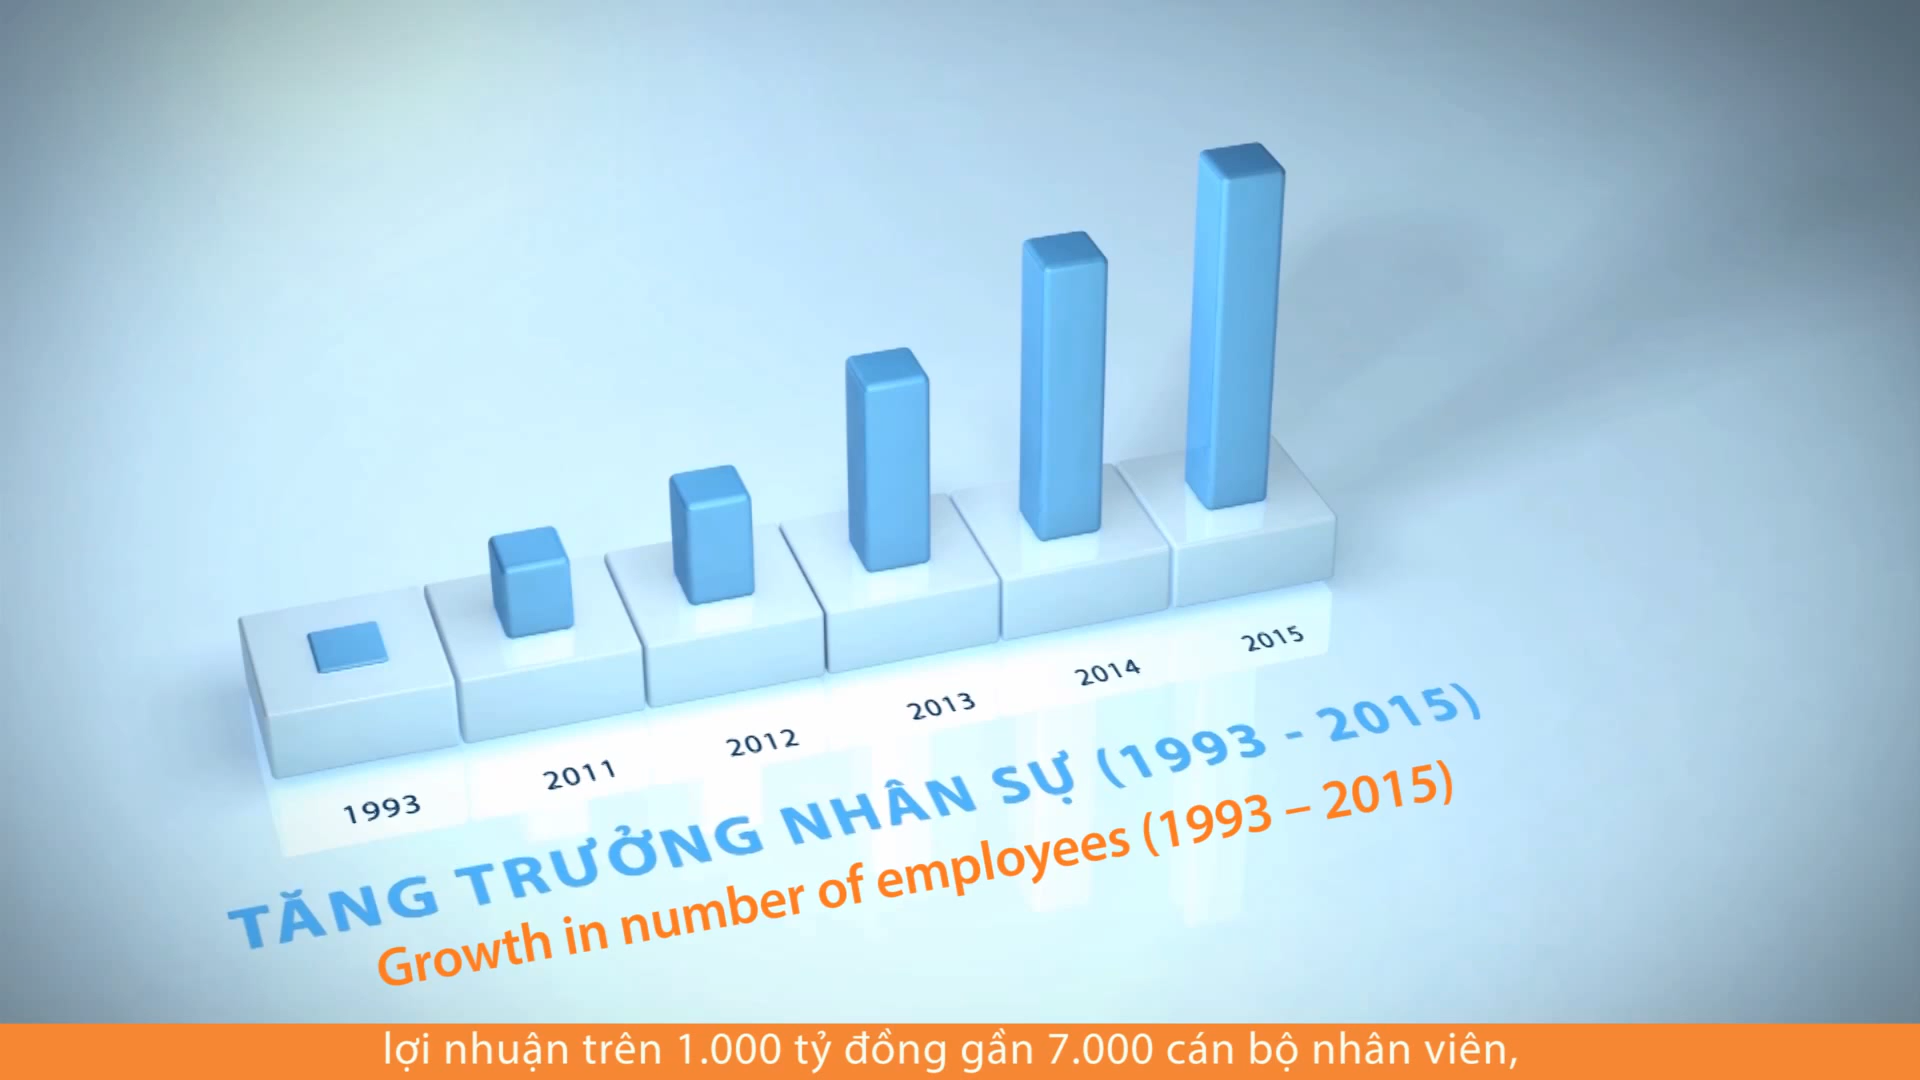 1993
2011
2012
2013
2014
2015
TĂNG TRƯỞNG NHÂN SỰ (1993 - 2015)
Growth in number of employees (1993 – 2015)
lợi nhuận trên 1.000 tỷ đồng gần 7.000 cán bộ nhân viên,